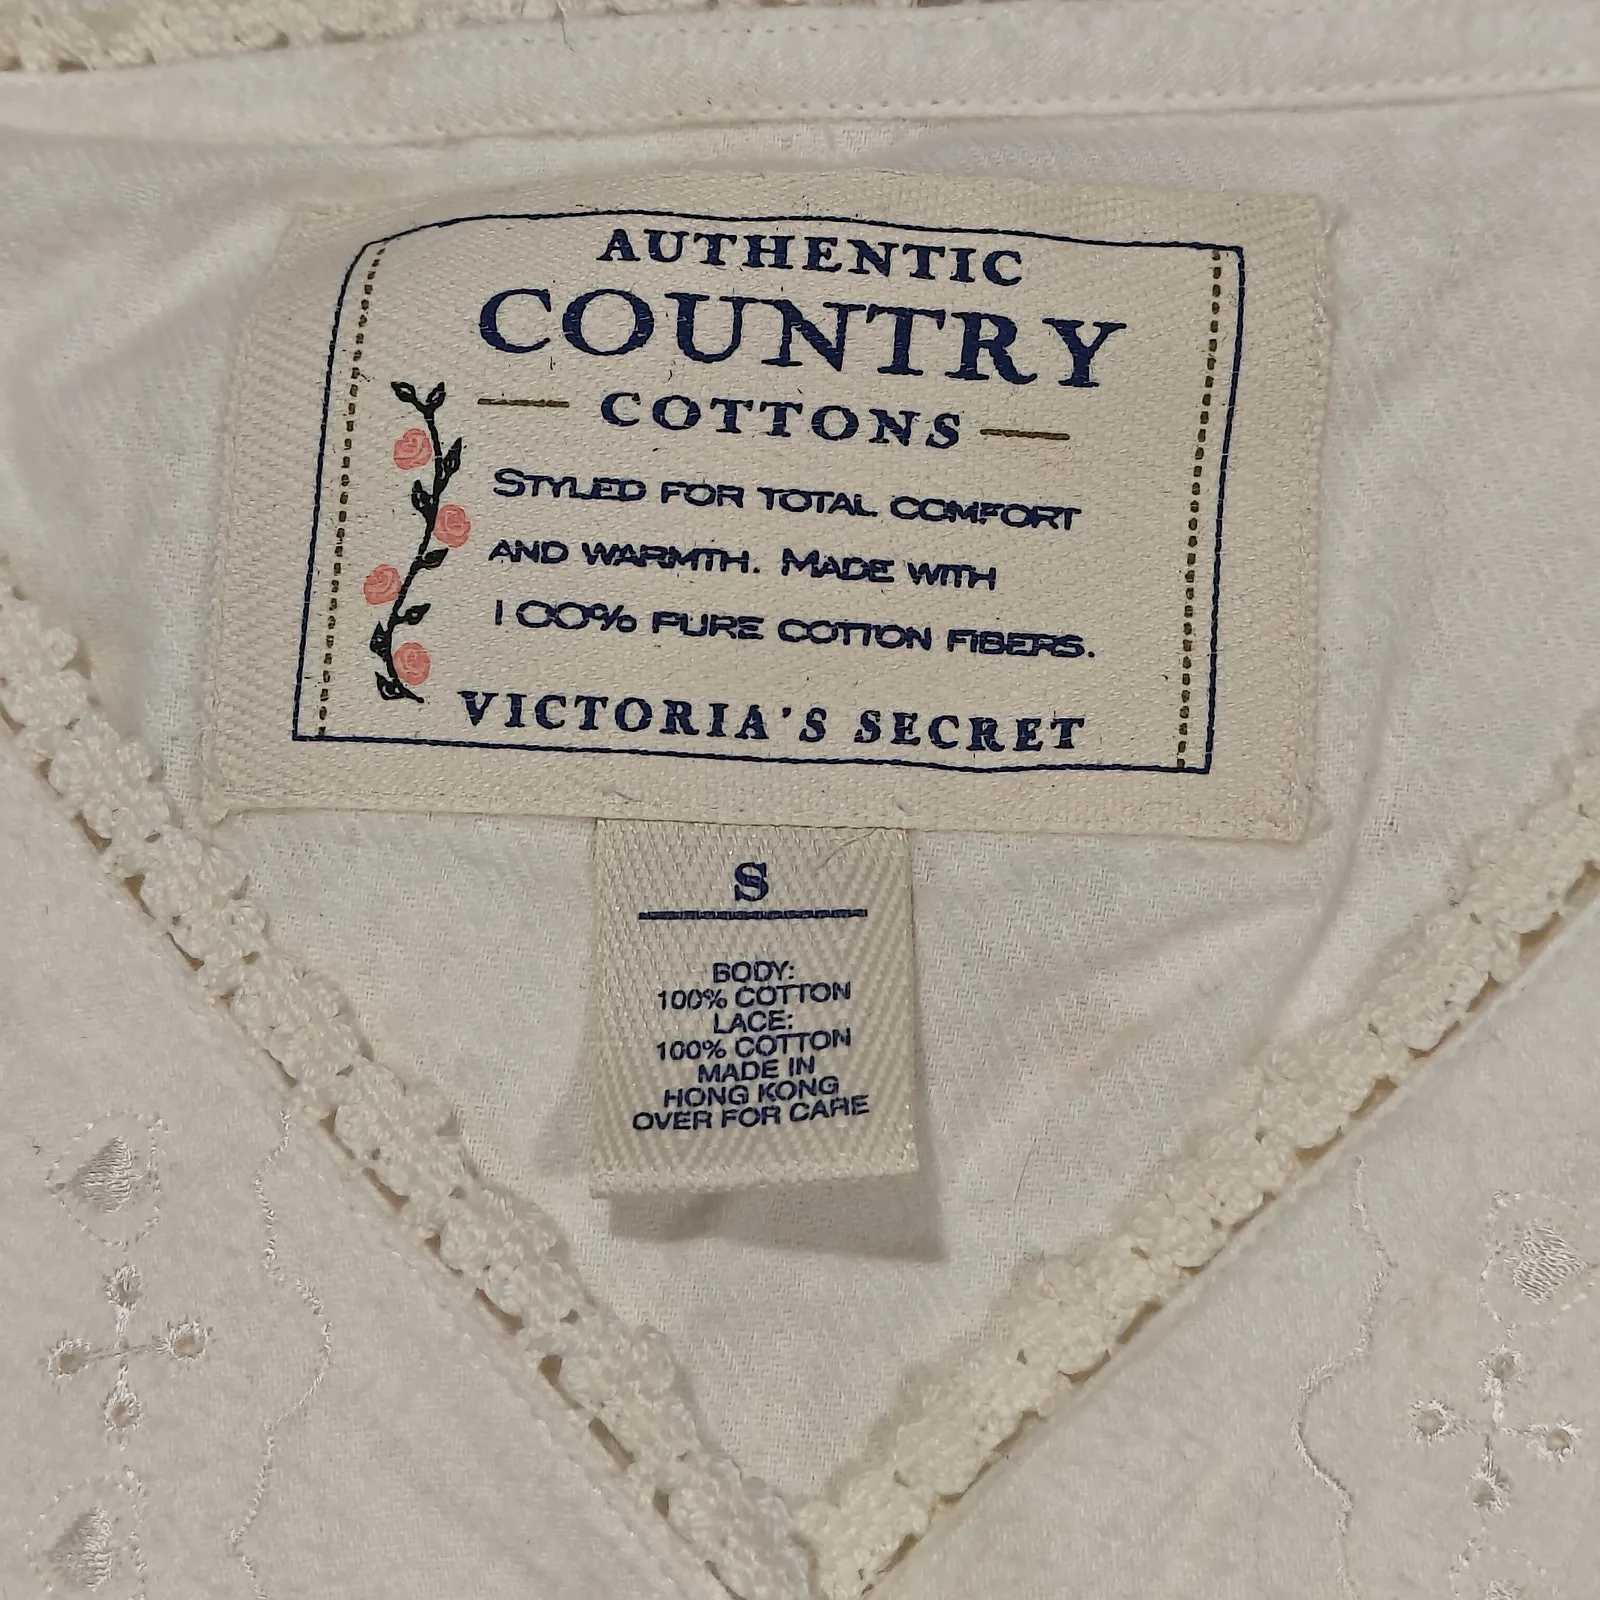 AUTHENTIC
COUNTRY
COTTONS
STYLED FOR TOTAL COMFORT
AND WARMTH. MADE WITH
100% PURE COTTON FIBERS.
VICTORIA'S SECRET
S
BODY:
100% COTTON
LACE:
100% COTTON
MADE IN
HONG KONG
OVER FOR CARE